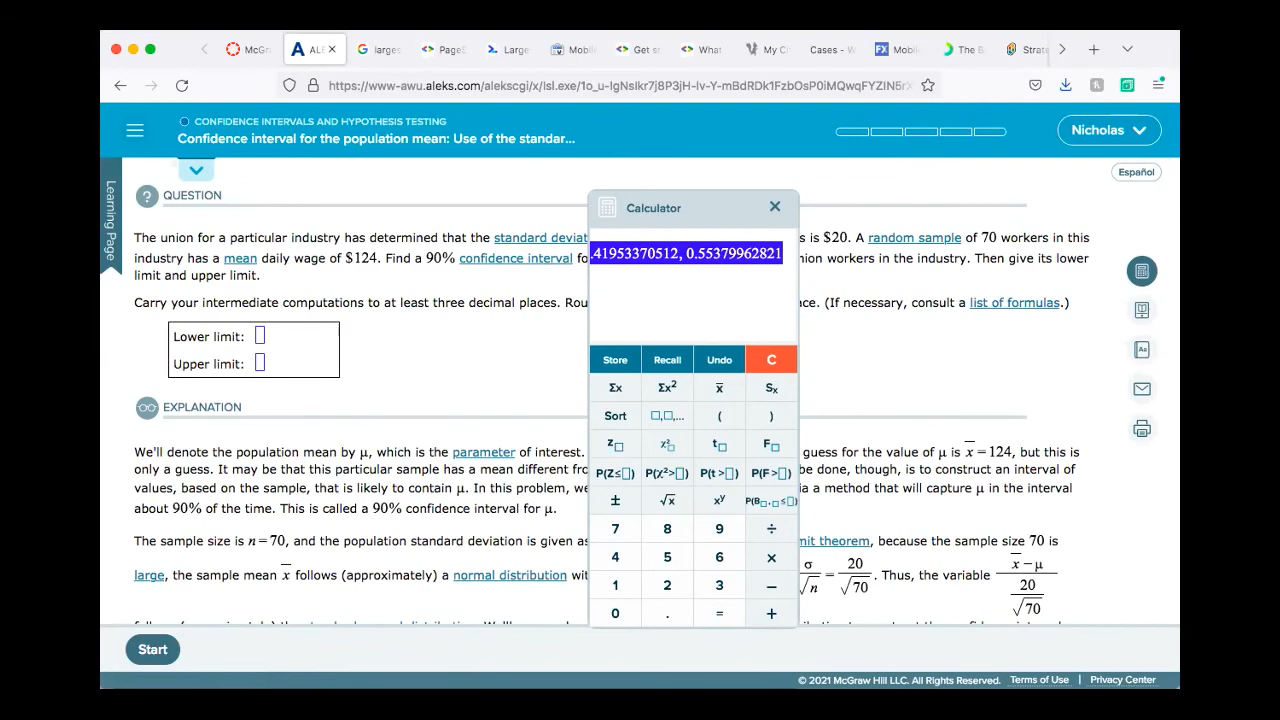 McGr
A ALE
larges
PageS
Large
Mobil
Get s
What
My C
Cases - W
FX Mobil
The B
Strate
https://www-awu.aleks.com/alekscgi/x/Isl.exe/1o_u-IgNsIkr7j8P3jH-Iv-Y-mBdRDk1FzbOsP0iMQwqFYZIN5r
CONFIDENCE INTERVALS AND HYPOTHESIS TESTING
Confidence interval for the population mean: Use of the standar...
Nicholas
Español
Learning Page
? QUESTION
The union for a particular industry has determined that the standard deviat
s is $20. A random sample of 70 workers in this
industry has a mean daily wage of $124. Find a 90% confidence interval fo
nion workers in the industry. Then give its lower
limit and upper limit.
Carry your intermediate computations to at least three decimal places. Rou
ce. (If necessary, consult a list of formulas.)
Lower limit:
Upper limit:
EXPLANATION
We'll denote the population mean by μ, which is the parameter of interest.
guess for the value of μ is x̅ = 124, but this is
only a guess. It may be that this particular sample has a mean different fro
be done, though, is to construct an interval of
values, based on the sample, that is likely to contain μ. In this problem, we
via a method that will capture μ in the interval
about 90% of the time. This is called a 90% confidence interval for μ.
The sample size is n = 70, and the population standard deviation is given as
mit theorem, because the sample size 70 is
large, the sample mean x̅ follows (approximately) a normal distribution wit
σ/√n = 20/√70. Thus, the variable (x̅ − μ)/(20/√70)
Calculator
.41953370512, 0.55379962821
Store Recall Undo C
Σx Σx² x̅ Sx
Sort □,□,... ( )
z□ χ²□ t□ F□
P(Z≤□) P(χ²>□) P(t >□) P(F >□)
± √x xʸ P(B□,□≤□)
7 8 9 ÷
4 5 6 ×
1 2 3 −
0 . = +
Aa
Start
© 2021 McGraw Hill LLC. All Rights Reserved. Terms of Use | Privacy Center